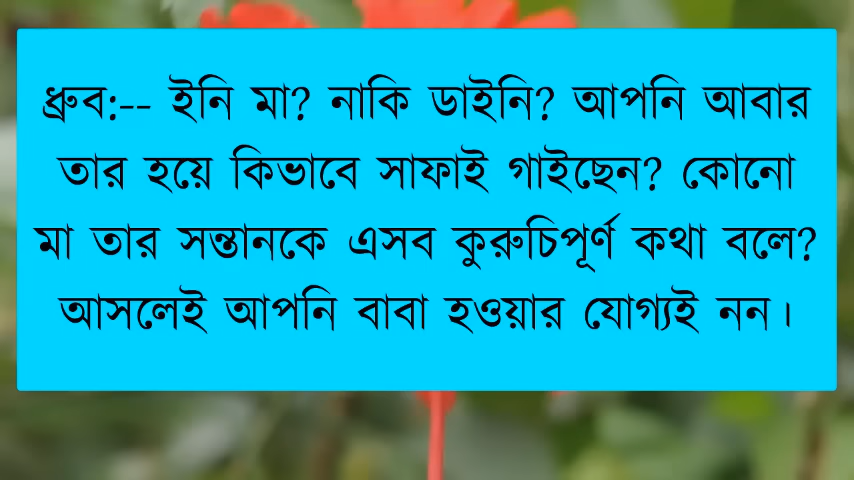 ধ্রুব:-- ইনি মা? নাকি ডাইনি? আপনি আবার
তার হয়ে কিভাবে সাফাই গাইছেন? কোনো
মা তার সন্তানকে এসব কুরুচিপূর্ণ কথা বলে?
আসলেই আপনি বাবা হওয়ার যোগ্যই নন।